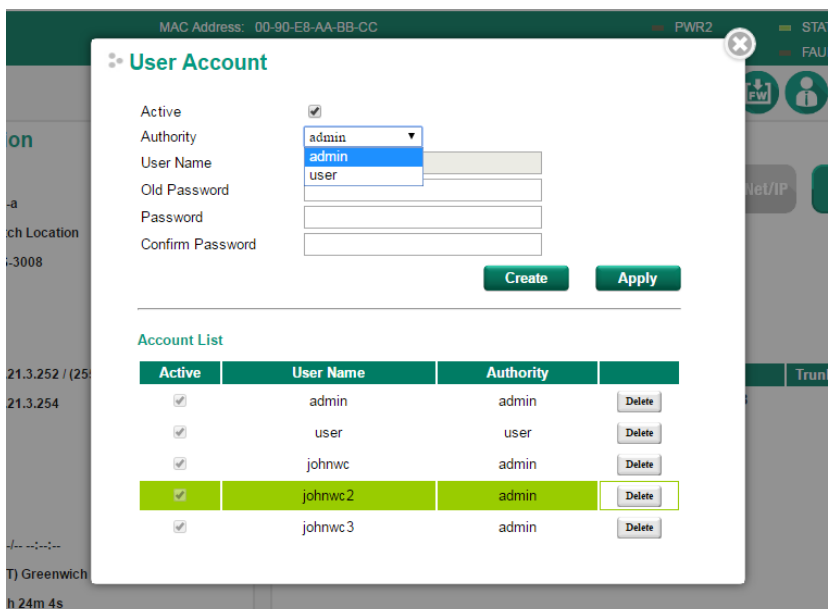 MAC Address: 00-90-E8-AA-BB-CC
PWR2
STAT
FAU
FW
User Account
Active
Authority
admin
admin
user
User Name
Old Password
Password
Confirm Password
Create
Apply
Account List
Active User Name Authority
admin admin Delete
user user Delete
johnwc admin Delete
johnwc2 admin Delete
johnwc3 admin Delete
ion
-a
ch Location
-3008
21.3.252 / (25
21.3.254
-/-- --:--:--
T) Greenwich
h 24m 4s
Net/IP
Trun